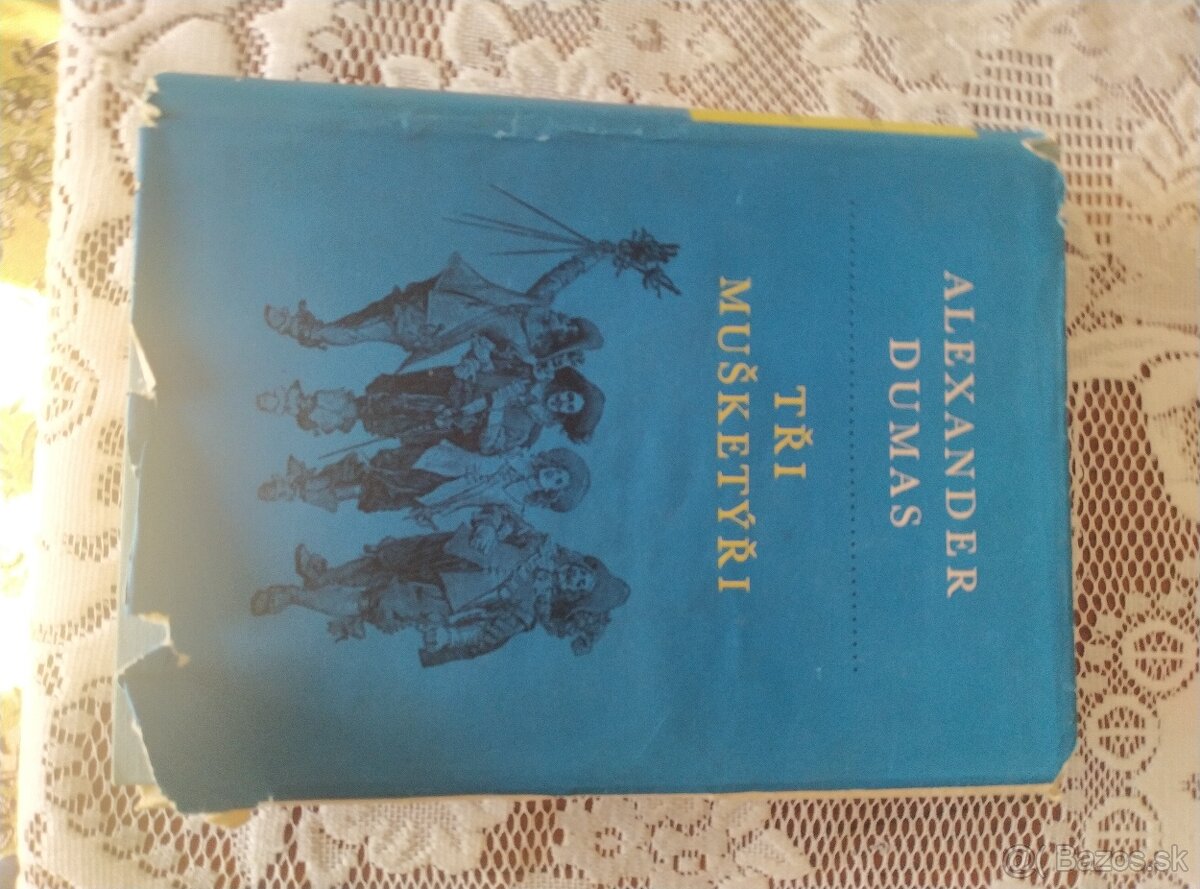 ALEXANDER
DUMAS
TŘI
MUŠKETÝŘI
@( Bazos.sk